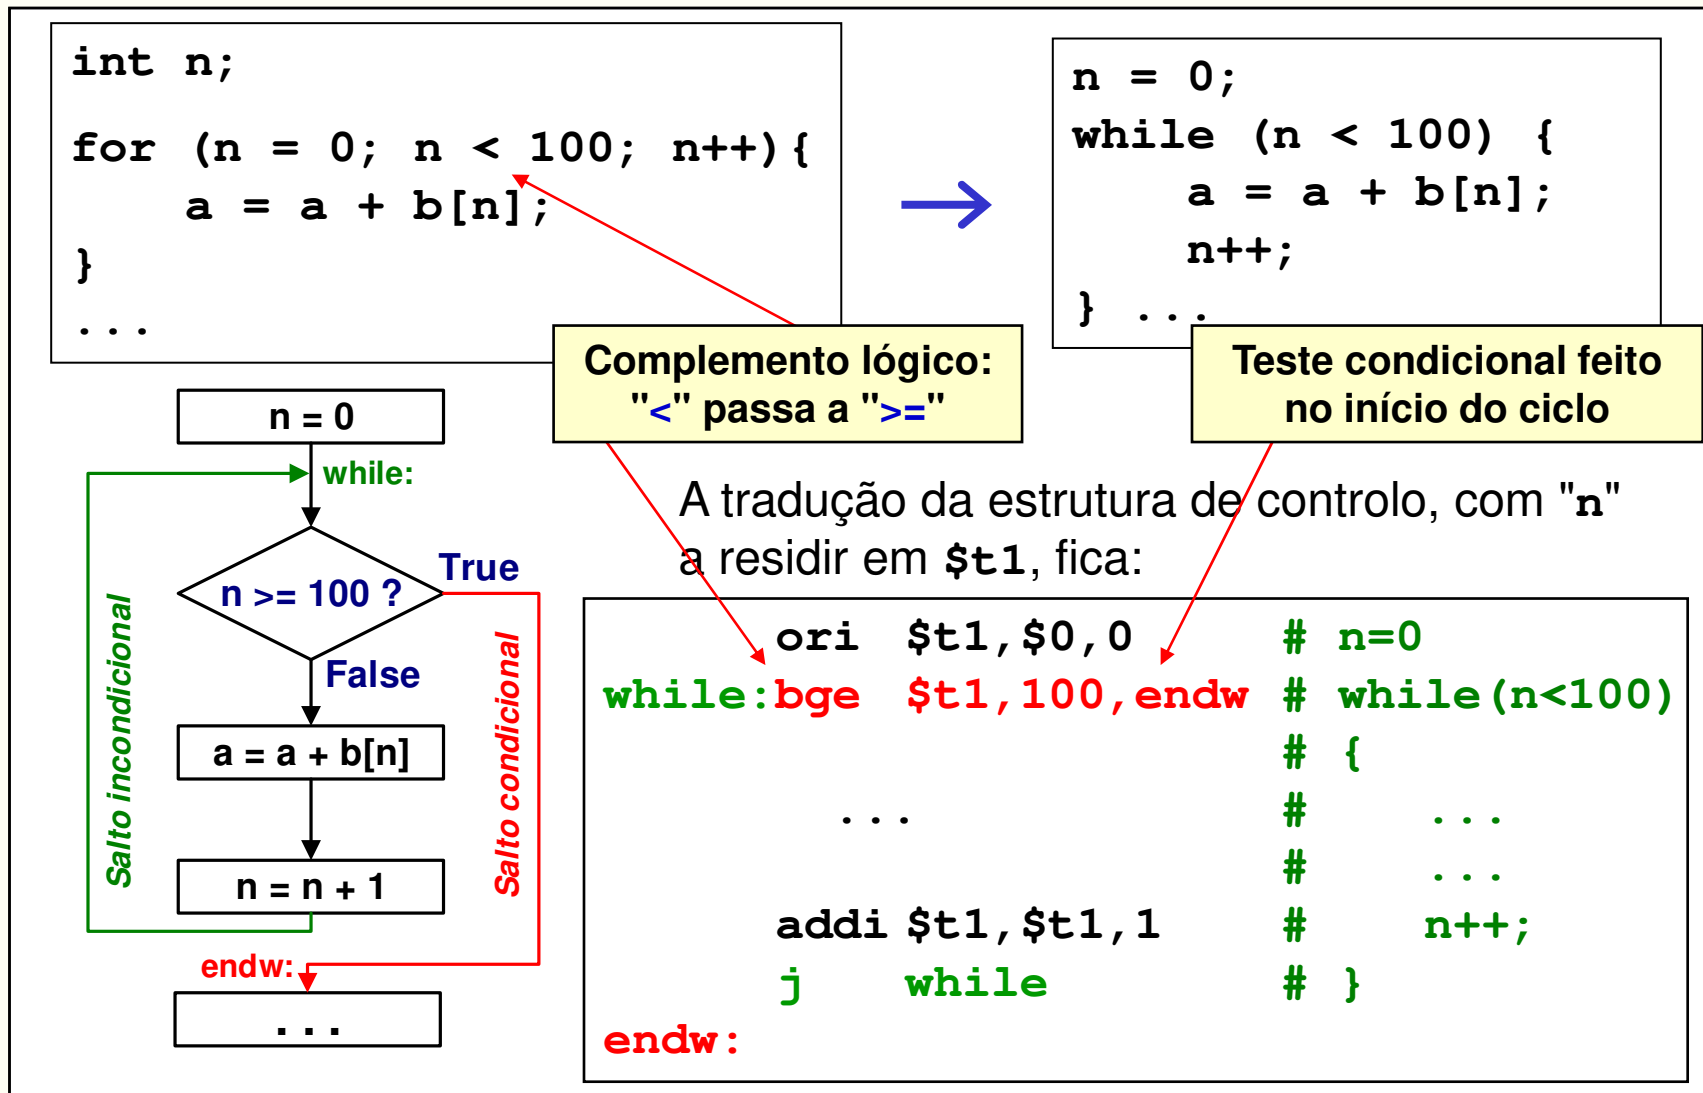 int n;
for (n = 0; n < 100; n++){
a = a + b[n];
}
...
n = 0;
while (n < 100) {
a = a + b[n];
n++;
} ...
Complemento lógico:
"<" passa a ">="
Teste condicional feito
no início do ciclo
n = 0
while:
n >= 100 ?
True
False
a = a + b[n]
n = n + 1
endw:
...
Salto incondicional
Salto condicional
A tradução da estrutura de controlo, com "n"
a residir em $t1, fica:
ori $t1,$0,0 # n=0
while:bge $t1,100,endw # while(n<100)
# {
... # ...
# ...
addi $t1,$t1,1 # n++;
j while # }
endw: